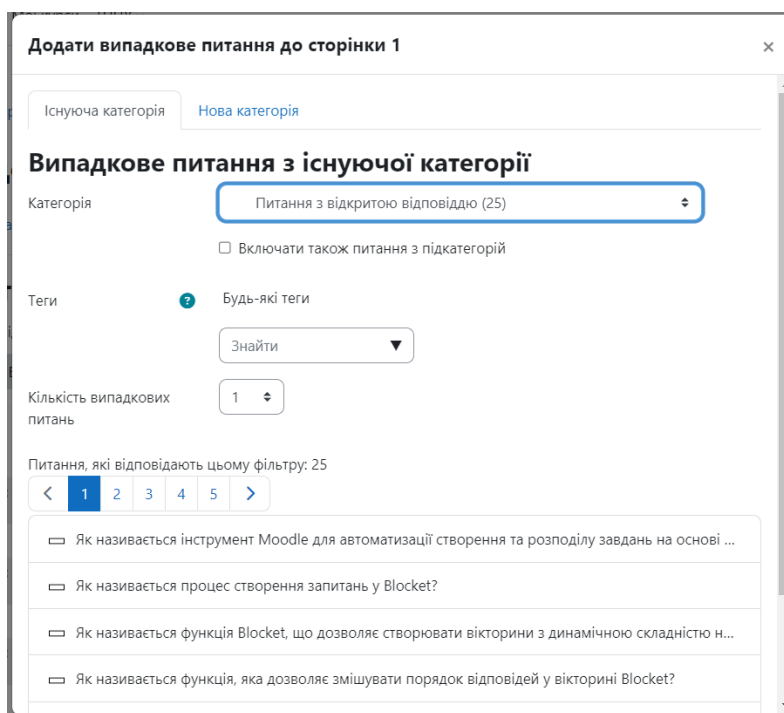 Додати випадкове питання до сторінки 1
×
Існуюча категорія
Нова категорія
Випадкове питання з існуючої категорії
Категорія
Питання з відкритою відповіддю (25)
Включати також питання з підкатегорій
Теги
?
Будь-які теги
Знайти
Кількість випадкових
питань
1
Питання, які відповідають цьому фільтру: 25
1 2 3 4 5
Як називається інструмент Moodle для автоматизації створення та розподілу завдань на основі ...
Як називається процес створення запитань у Blocket?
Як називається функція Blocket, що дозволяє створювати вікторини з динамічною складністю н...
Як називається функція, яка дозволяє змішувати порядок відповідей у вікторині Blocket?